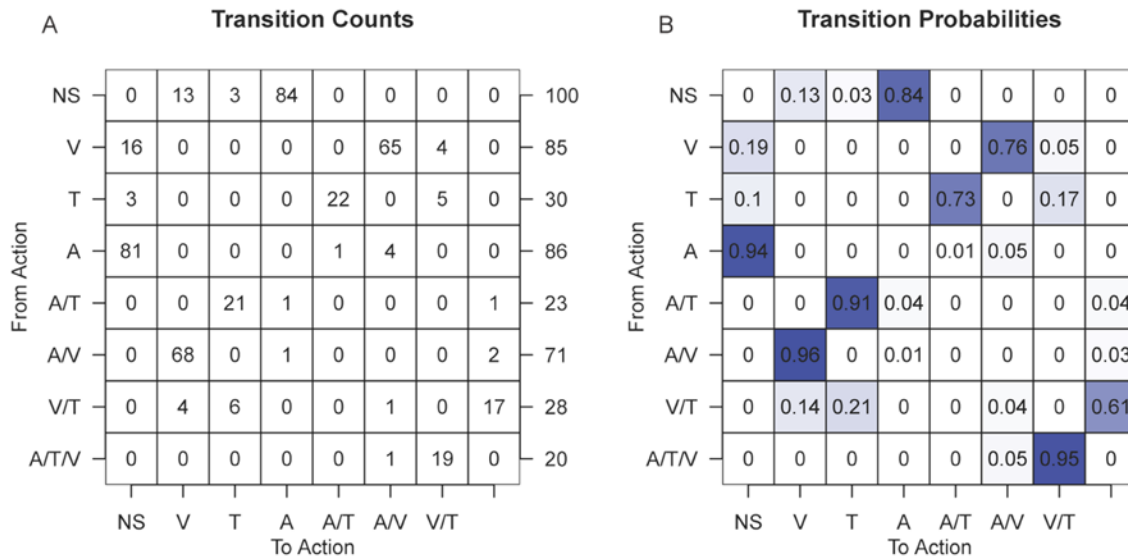 A Transition Counts
NS 0 13 3 84 0 0 0 0 100
V 16 0 0 0 0 65 4 0 85
T 3 0 0 0 22 0 5 0 30
A 81 0 0 0 1 4 0 0 86
A/T 0 0 21 1 0 0 0 1 23
A/V 0 68 0 1 0 0 0 2 71
V/T 0 4 6 0 0 1 0 17 28
A/T/V 0 0 0 0 0 1 19 0 20
From Action
NS V T A A/T A/V V/T
To Action
B Transition Probabilities
NS 0 0.13 0.03 0.84 0 0 0 0
V 0.19 0 0 0 0 0.76 0.05 0
T 0.1 0 0 0 0.73 0 0.17 0
A 0.94 0 0 0 0.01 0.05 0 0
A/T 0 0 0.91 0.04 0 0 0 0.04
A/V 0 0.96 0 0.01 0 0 0 0.03
V/T 0 0.14 0.21 0 0 0.04 0 0.61
A/T/V 0 0 0 0 0 0.05 0.95 0
From Action
NS V T A A/T A/V V/T
To Action